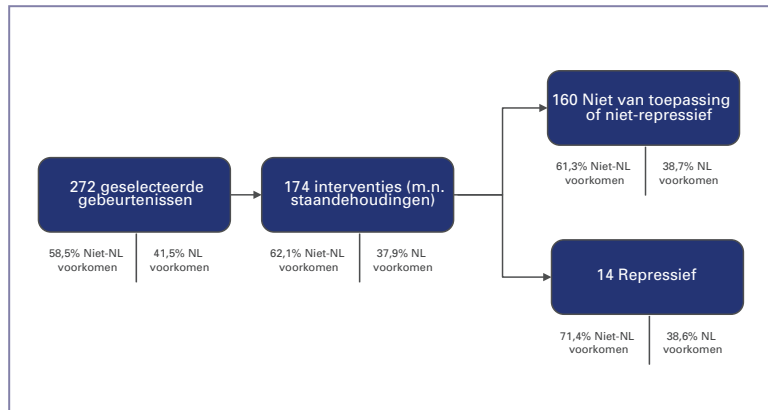 272 geselecteerde
gebeurtenissen
58,5% Niet-NL
voorkomen
41,5% NL
voorkomen
174 interventies (m.n.
staandehoudingen)
62,1% Niet-NL
voorkomen
37,9% NL
voorkomen
160 Niet van toepassing
of niet-repressief
61,3% Niet-NL
voorkomen
38,7% NL
voorkomen
14 Repressief
71,4% Niet-NL
voorkomen
38,6% NL
voorkomen